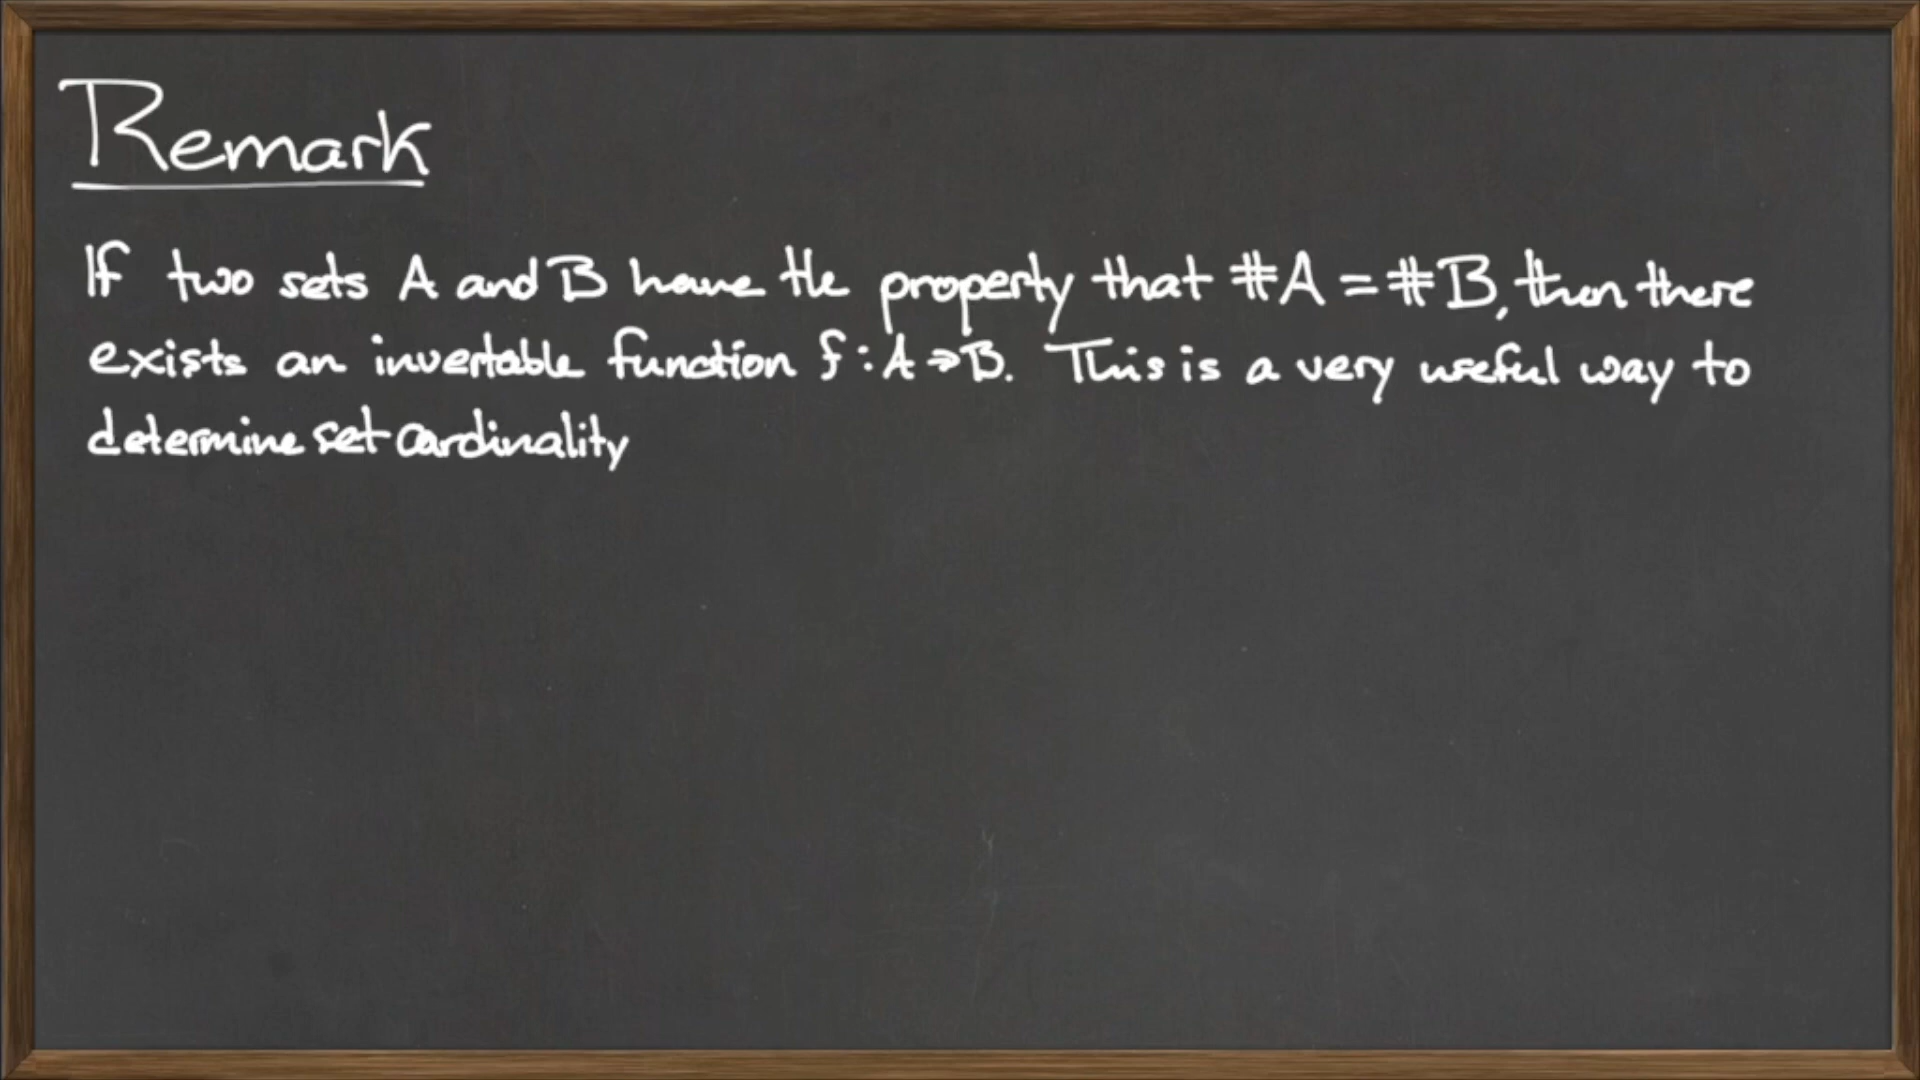 Remark
If two sets A and B have the property that #A = #B, then there
exists an invertable function f: A → B. This is a very useful way to
determine set cardinality